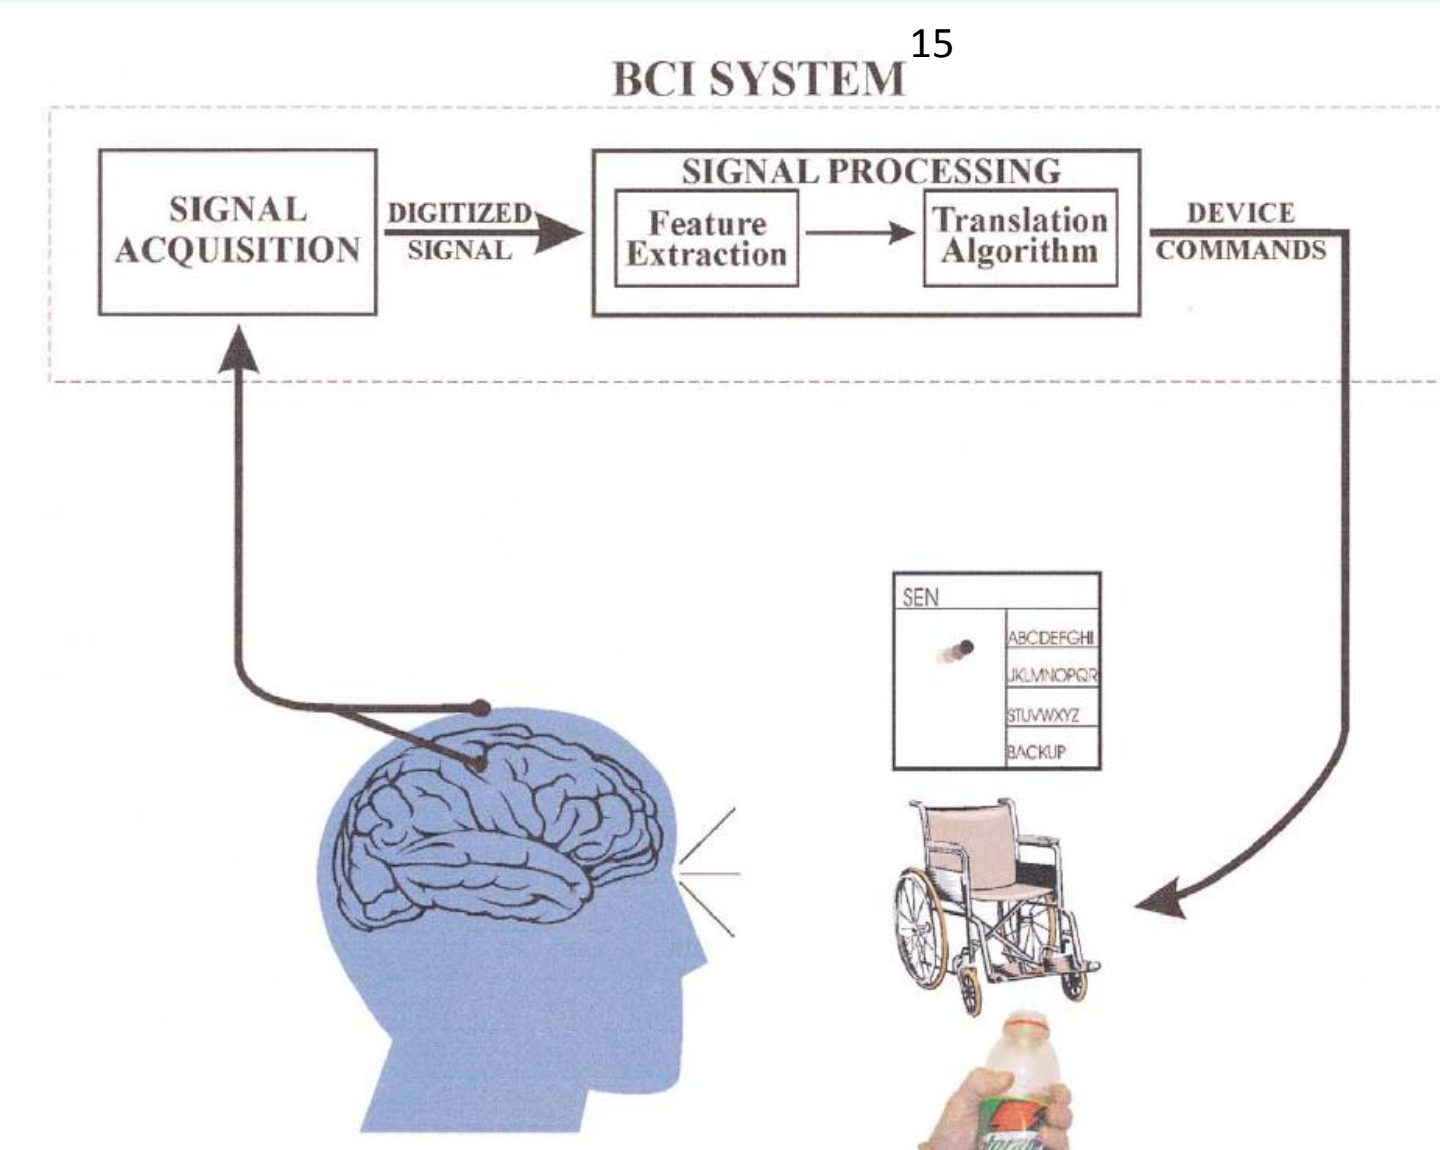 15
BCI SYSTEM
SIGNAL
ACQUISITION
DIGITIZED
SIGNAL
SIGNAL PROCESSING
Feature
Extraction
Translation
Algorithm
DEVICE
COMMANDS
SEN
ABCDEFGHI
JKLMNOPQR
STUVWXYZ
BACKUP